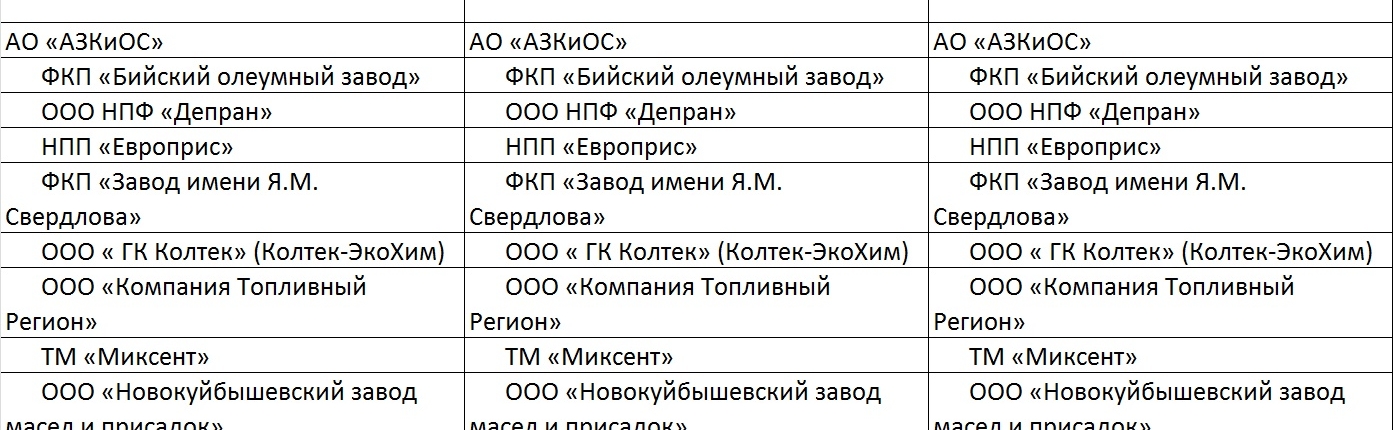 АО «АЗКиОС» АО «АЗКиОС» АО «АЗКиОС»
ФКП «Бийский олеумный завод» ФКП «Бийский олеумный завод» ФКП «Бийский олеумный завод»
ООО НПФ «Депран» ООО НПФ «Депран» ООО НПФ «Депран»
НПП «Европрис» НПП «Европрис» НПП «Европрис»
ФКП «Завод имени Я.М. ФКП «Завод имени Я.М. ФКП «Завод имени Я.М.
Свердлова» Свердлова» Свердлова»
ООО « ГК Колтек» (Колтек-ЭкоХим) ООО « ГК Колтек» (Колтек-ЭкоХим) ООО « ГК Колтек» (Колтек-ЭкоХим)
ООО «Компания Топливный ООО «Компания Топливный ООО «Компания Топливный
Регион» Регион» Регион»
ТМ «Миксент» ТМ «Миксент» ТМ «Миксент»
ООО «Новокуйбышевский завод ООО «Новокуйбышевский завод ООО «Новокуйбышевский завод
масел и присадок» масел и присадок» масел и присадок»